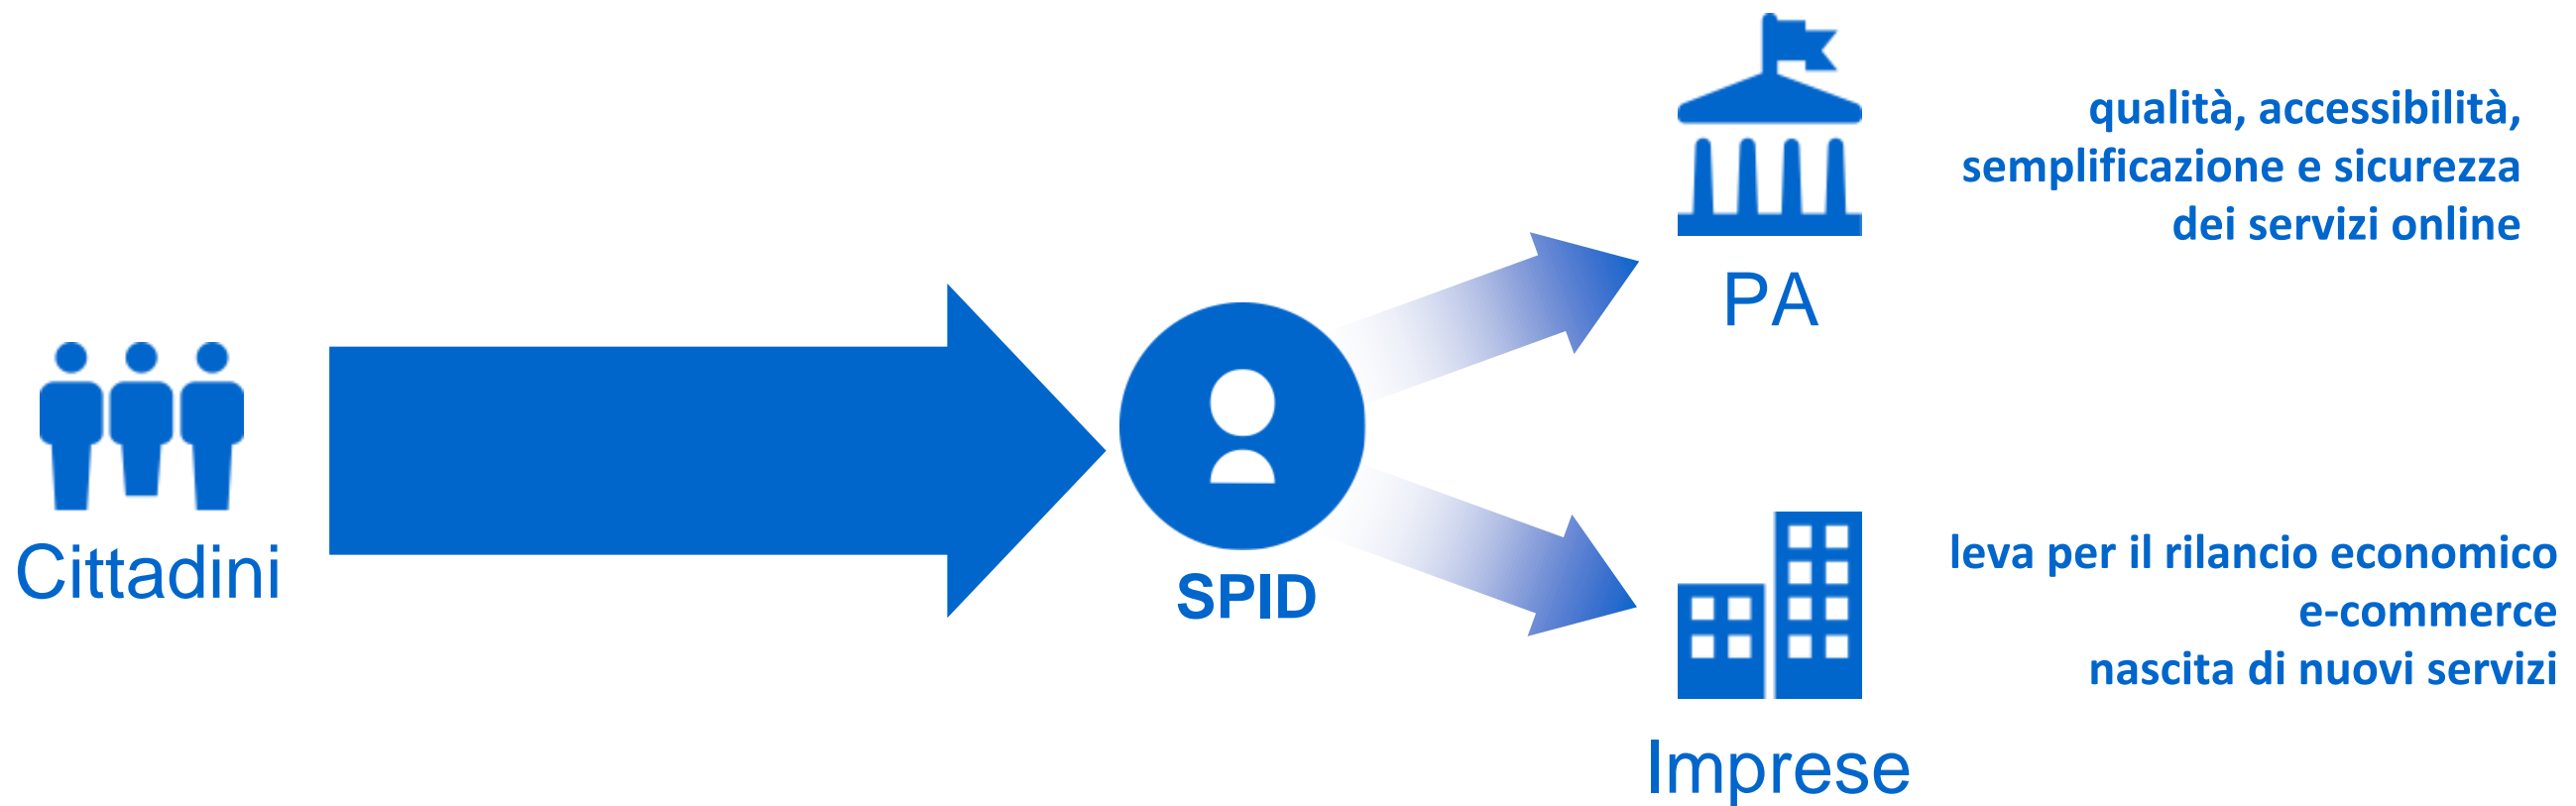 Cittadini
SPID
PA
qualità, accessibilità,
semplificazione e sicurezza
dei servizi online
Imprese
leva per il rilancio economico
e-commerce
nascita di nuovi servizi